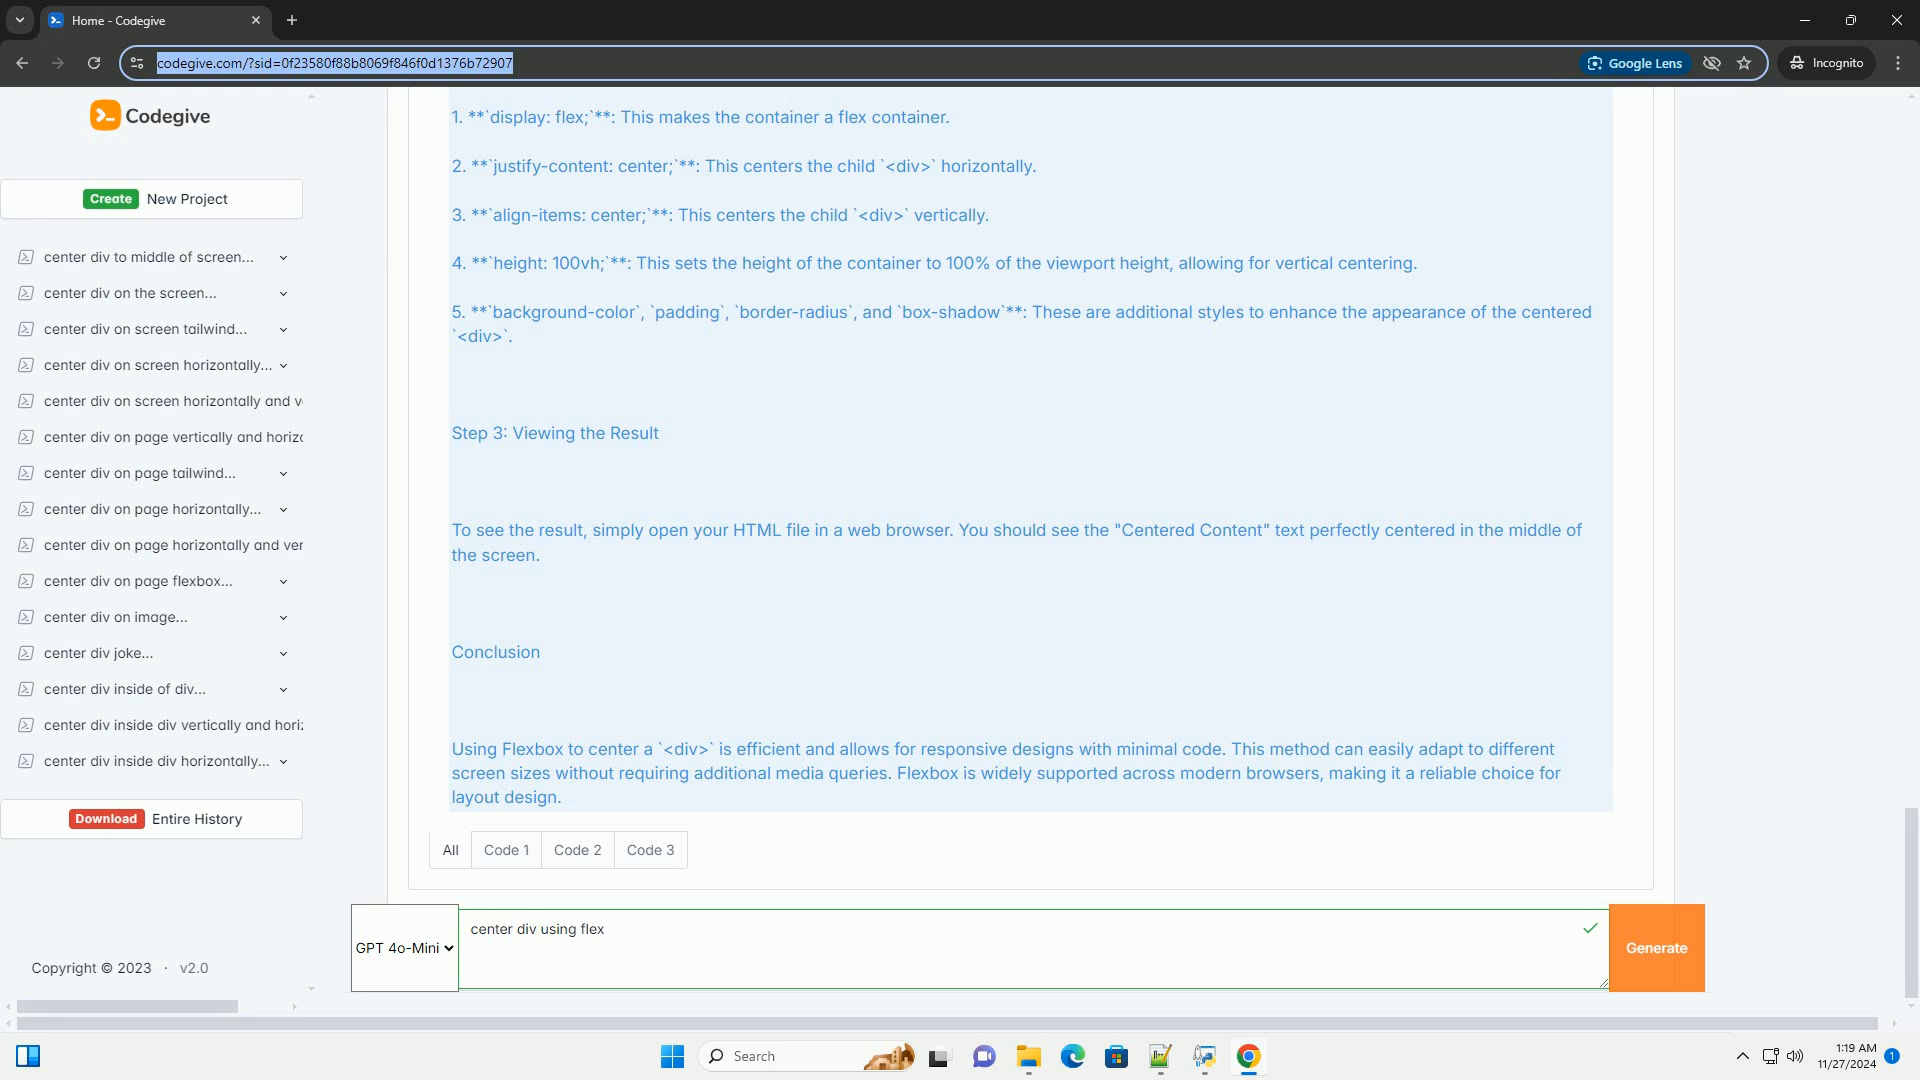 Home - Codegive
codegive.com/?sid=0f23580f88b8069f846f0d1376b72907
Google Lens
Incognito
Codegive
Create New Project
center div to middle of screen...
center div on the screen...
center div on screen tailwind...
center div on screen horizontally...
center div on screen horizontally and v
center div on page vertically and horizo
center div on page tailwind...
center div on page horizontally...
center div on page horizontally and ver
center div on page flexbox...
center div on image...
center div joke...
center div inside of div...
center div inside div vertically and hori
center div inside div horizontally...
Download Entire History
Copyright © 2023 · v2.0
1. **`display: flex;`**: This makes the container a flex container.
2. **`justify-content: center;`**: This centers the child `<div>` horizontally.
3. **`align-items: center;`**: This centers the child `<div>` vertically.
4. **`height: 100vh;`**: This sets the height of the container to 100% of the viewport height, allowing for vertical centering.
5. **`background-color`, `padding`, `border-radius`, and `box-shadow`**: These are additional styles to enhance the appearance of the centered
`<div>`.
Step 3: Viewing the Result
To see the result, simply open your HTML file in a web browser. You should see the "Centered Content" text perfectly centered in the middle of
the screen.
Conclusion
Using Flexbox to center a `<div>` is efficient and allows for responsive designs with minimal code. This method can easily adapt to different
screen sizes without requiring additional media queries. Flexbox is widely supported across modern browsers, making it a reliable choice for
layout design.
All Code 1 Code 2 Code 3
GPT 4o-Mini
center div using flex
Generate
Search
1:19 AM
11/27/2024
1